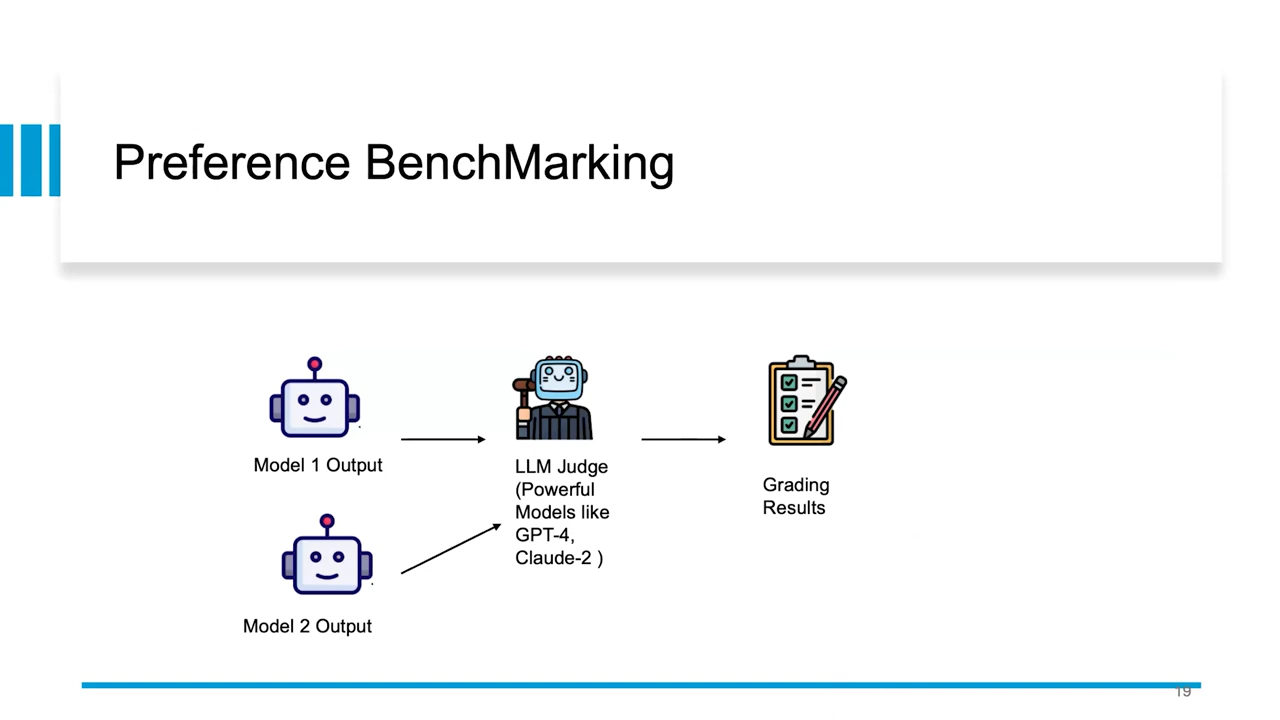 Preference BenchMarking
Model 1 Output
LLM Judge
(Powerful
Models like
GPT-4,
Claude-2 )
Grading
Results
Model 2 Output
19